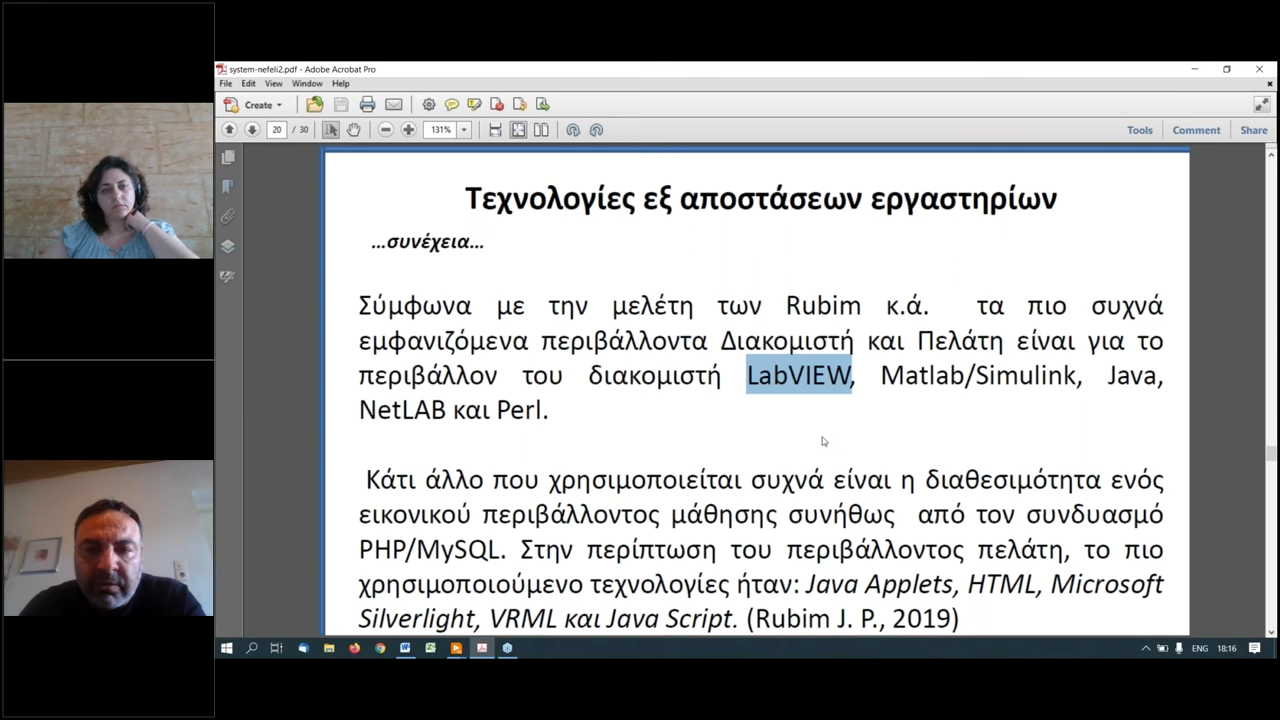 system-nefeli2.pdf - Adobe Acrobat Pro
File Edit View Window Help
Create
20 / 30 131% Tools Comment Share
Τεχνολογίες εξ αποστάσεων εργαστηρίων
...συνέχεια...
Σύμφωνα με την μελέτη των Rubim κ.ά. τα πιο συχνά
εμφανιζόμενα περιβάλλοντα Διακομιστή και Πελάτη είναι για το
περιβάλλον του διακομιστή LabVIEW, Matlab/Simulink, Java,
NetLAB και Perl.
Κάτι άλλο που χρησιμοποιείται συχνά είναι η διαθεσιμότητα ενός
εικονικού περιβάλλοντος μάθησης συνήθως από τον συνδυασμό
PHP/MySQL. Στην περίπτωση του περιβάλλοντος πελάτη, το πιο
χρησιμοποιούμενο τεχνολογίες ήταν: Java Applets, HTML, Microsoft
Silverlight, VRML και Java Script. (Rubim J. P., 2019)
ENG 18:16